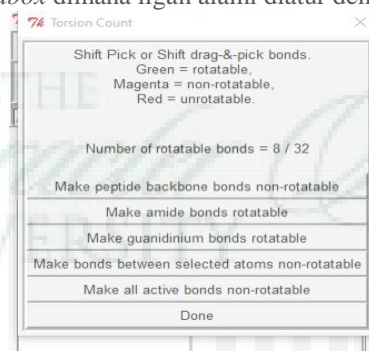 box dimana ligan alami diatur
Torsion Count
Shift Pick or Shift drag-&-pick bonds.
Green = rotatable,
Magenta = non-rotatable,
Red = unrotatable.
Number of rotatable bonds = 8 / 32
Make peptide backbone bonds non-rotatable
Make amide bonds rotatable
Make guanidinium bonds rotatable
Make bonds between selected atoms non-rotatable
Make all active bonds non-rotatable
Done